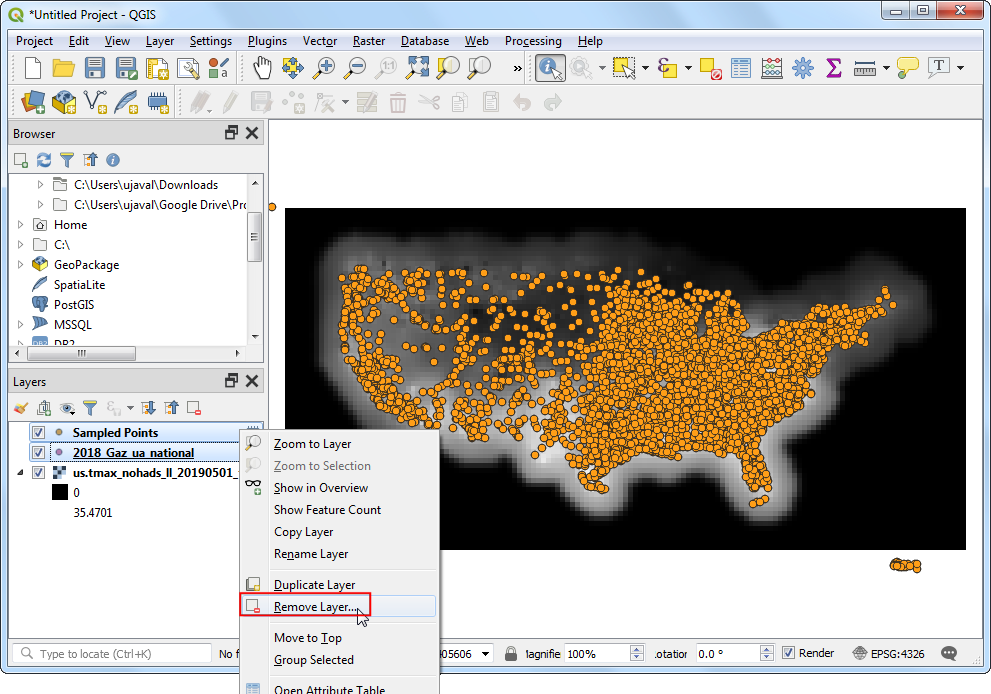 *Untitled Project - QGIS
Project Edit View Layer Settings Plugins Vector Raster Database Web Processing Help
Browser
C:\Users\ujaval\Downloads
C:\Users\ujaval\Google Drive\Pro
Home
C:\
GeoPackage
SpatiaLite
PostGIS
MSSQL
DB2
Layers
Sampled Points
2018_Gaz_ua_national
us.tmax_nohads_ll_20190501_
0
35.4701
Zoom to Layer
Zoom to Selection
Show in Overview
Show Feature Count
Copy Layer
Rename Layer
Duplicate Layer
Remove Layer...
Move to Top
Group Selected
Open Attribute Table
Type to locate (Ctrl+K) No f 05606 agnifie 100% otation 0.0 ° Render EPSG:4326